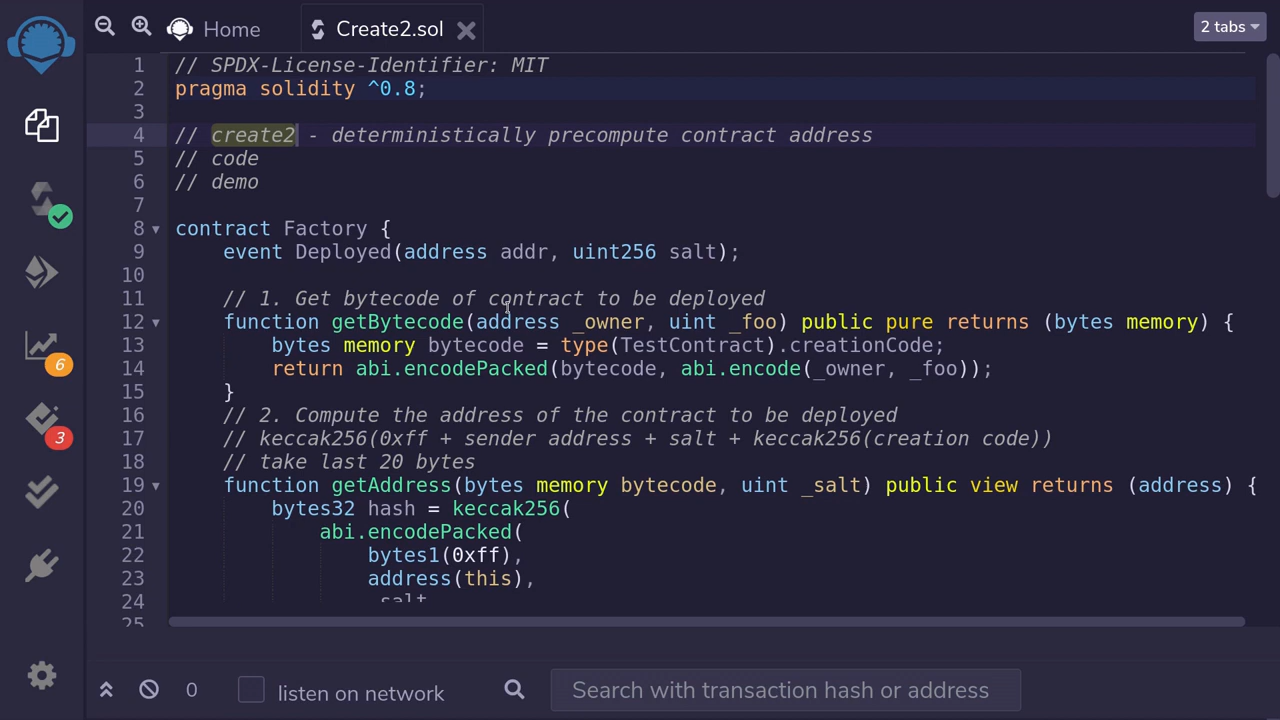 Home
Create2.sol
2 tabs
1 // SPDX-License-Identifier: MIT
2 pragma solidity ^0.8;
3
4 // create2 - deterministically precompute contract address
5 // code
6 // demo
7
8 contract Factory {
9 event Deployed(address addr, uint256 salt);
10
11 // 1. Get bytecode of contract to be deployed
12 function getBytecode(address _owner, uint _foo) public pure returns (bytes memory) {
13 bytes memory bytecode = type(TestContract).creationCode;
14 return abi.encodePacked(bytecode, abi.encode(_owner, _foo));
15 }
16 // 2. Compute the address of the contract to be deployed
17 // keccak256(0xff + sender address + salt + keccak256(creation code))
18 // take last 20 bytes
19 function getAddress(bytes memory bytecode, uint _salt) public view returns (address) {
20 bytes32 hash = keccak256(
21 abi.encodePacked(
22 bytes1(0xff),
23 address(this),
24 _salt
25
6
3
0
listen on network
Search with transaction hash or address